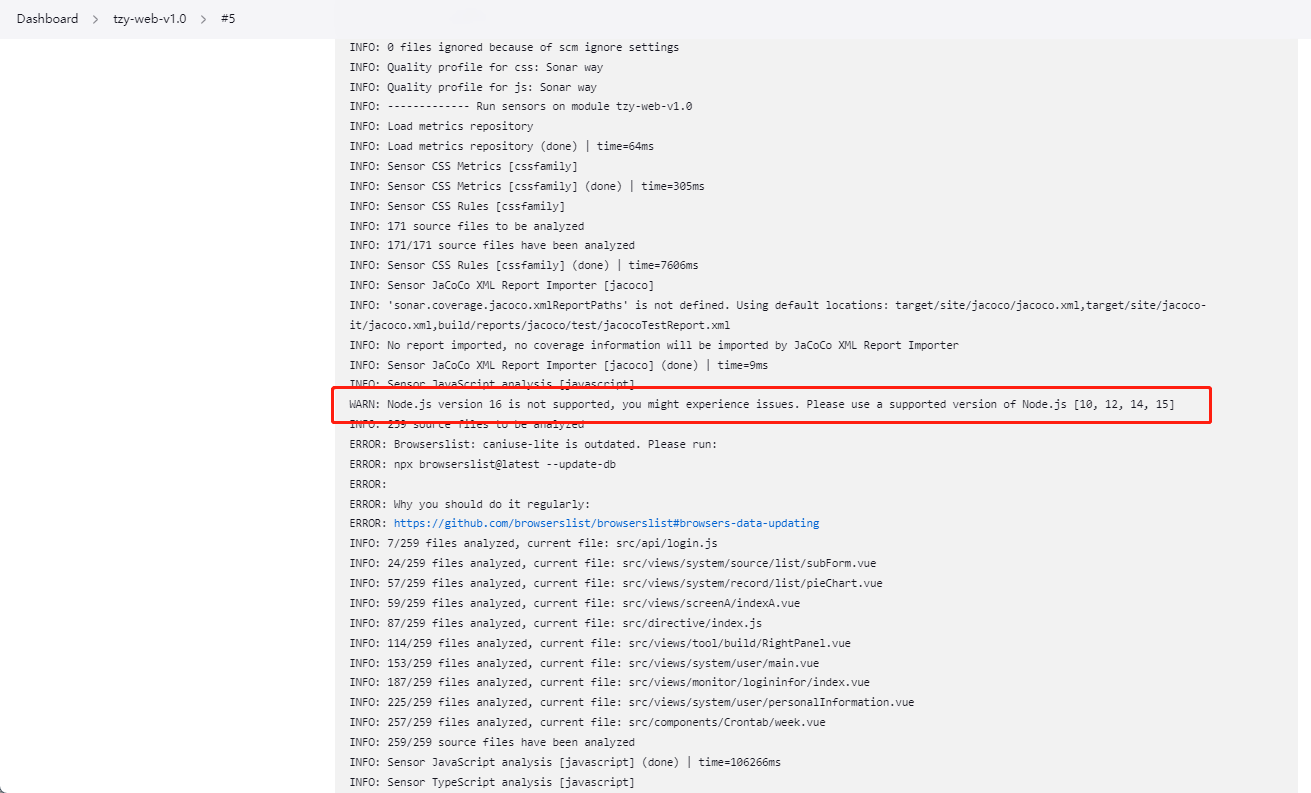 Dashboard > tzy-web-v1.0 > #5
INFO: 0 files ignored because of scm ignore settings
INFO: Quality profile for css: Sonar way
INFO: Quality profile for js: Sonar way
INFO: ------------- Run sensors on module tzy-web-v1.0
INFO: Load metrics repository
INFO: Load metrics repository (done) | time=64ms
INFO: Sensor CSS Metrics [cssfamily]
INFO: Sensor CSS Metrics [cssfamily] (done) | time=305ms
INFO: Sensor CSS Rules [cssfamily]
INFO: 171 source files to be analyzed
INFO: 171/171 source files have been analyzed
INFO: Sensor CSS Rules [cssfamily] (done) | time=7606ms
INFO: Sensor JaCoCo XML Report Importer [jacoco]
INFO: 'sonar.coverage.jacoco.xmlReportPaths' is not defined. Using default locations: target/site/jacoco/jacoco.xml,target/site/jacoco-
it/jacoco.xml,build/reports/jacoco/test/jacocoTestReport.xml
INFO: No report imported, no coverage information will be imported by JaCoCo XML Report Importer
INFO: Sensor JaCoCo XML Report Importer [jacoco] (done) | time=9ms
INFO: Sensor JavaScript analysis [javascript]
WARN: Node.js version 16 is not supported, you might experience issues. Please use a supported version of Node.js [10, 12, 14, 15]
INFO: 259 source files to be analyzed
ERROR: Browserslist: caniuse-lite is outdated. Please run:
ERROR: npx browserslist@latest --update-db
ERROR:
ERROR: Why you should do it regularly:
ERROR: https://github.com/browserslist/browserslist#browsers-data-updating
INFO: 7/259 files analyzed, current file: src/api/login.js
INFO: 24/259 files analyzed, current file: src/views/system/source/list/subForm.vue
INFO: 57/259 files analyzed, current file: src/views/system/record/list/pieChart.vue
INFO: 59/259 files analyzed, current file: src/views/screenA/indexA.vue
INFO: 87/259 files analyzed, current file: src/directive/index.js
INFO: 114/259 files analyzed, current file: src/views/tool/build/RightPanel.vue
INFO: 153/259 files analyzed, current file: src/views/system/user/main.vue
INFO: 187/259 files analyzed, current file: src/views/monitor/logininfor/index.vue
INFO: 225/259 files analyzed, current file: src/views/system/user/personalInformation.vue
INFO: 257/259 files analyzed, current file: src/components/Crontab/week.vue
INFO: 259/259 source files have been analyzed
INFO: Sensor JavaScript analysis [javascript] (done) | time=106266ms
INFO: Sensor TypeScript analysis [javascript]